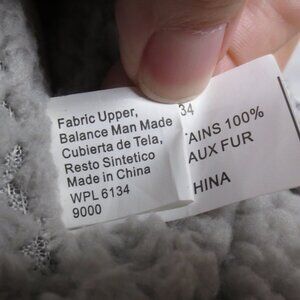 Fabric Upper,
Balance Man Made
Cubierta de Tela,
Resto Sintetico
Made in China
WPL 6134
9000
34
AINS 100%
AUX FUR
HINA